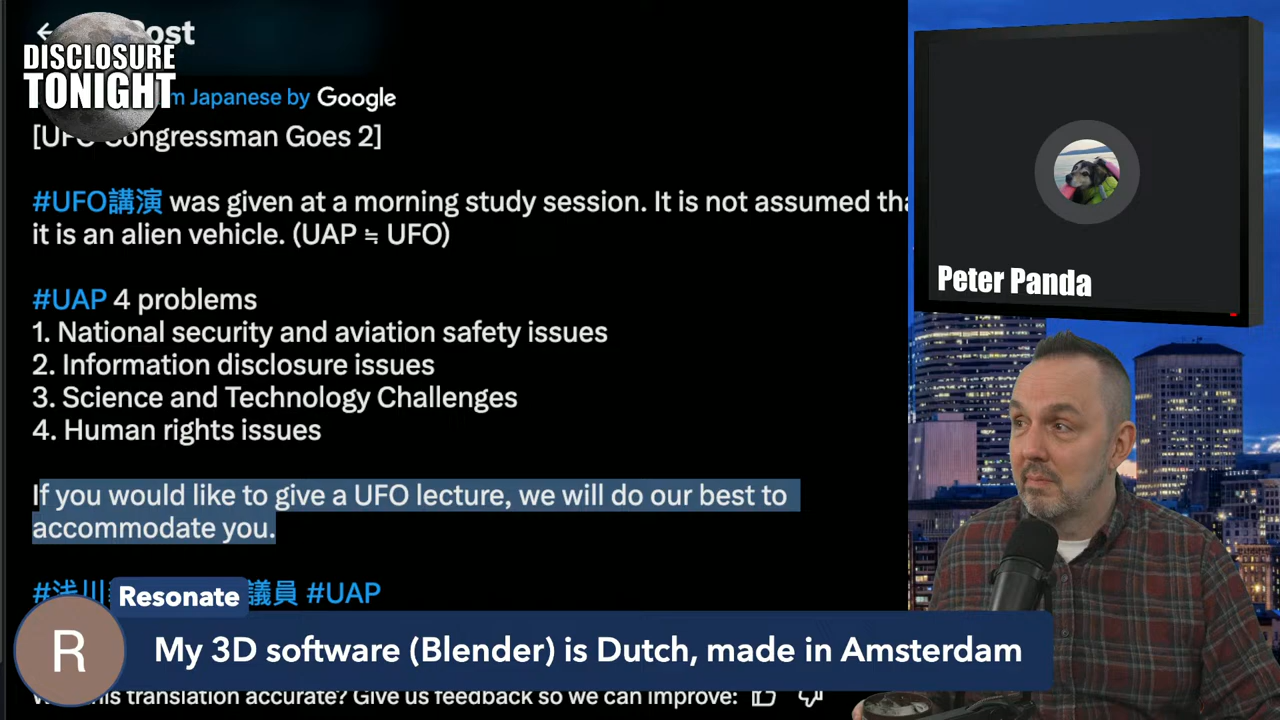 Post
DISCLOSURE
TONIGHT
Japanese by Google
[UFO Congressman Goes 2]
#UFO講演 was given at a morning study session. It is not assumed
it is an alien vehicle. (UAP ≒ UFO)
#UAP 4 problems
1. National security and aviation safety issues
2. Information disclosure issues
3. Science and Technology Challenges
4. Human rights issues
If you would like to give a UFO lecture, we will do our best to
accommodate you.
#浅川 議員 #UAP
Resonate
R
My 3D software (Blender) is Dutch, made in Amsterdam
this translation accurate? Give us feedback so we can improve:
Peter Panda